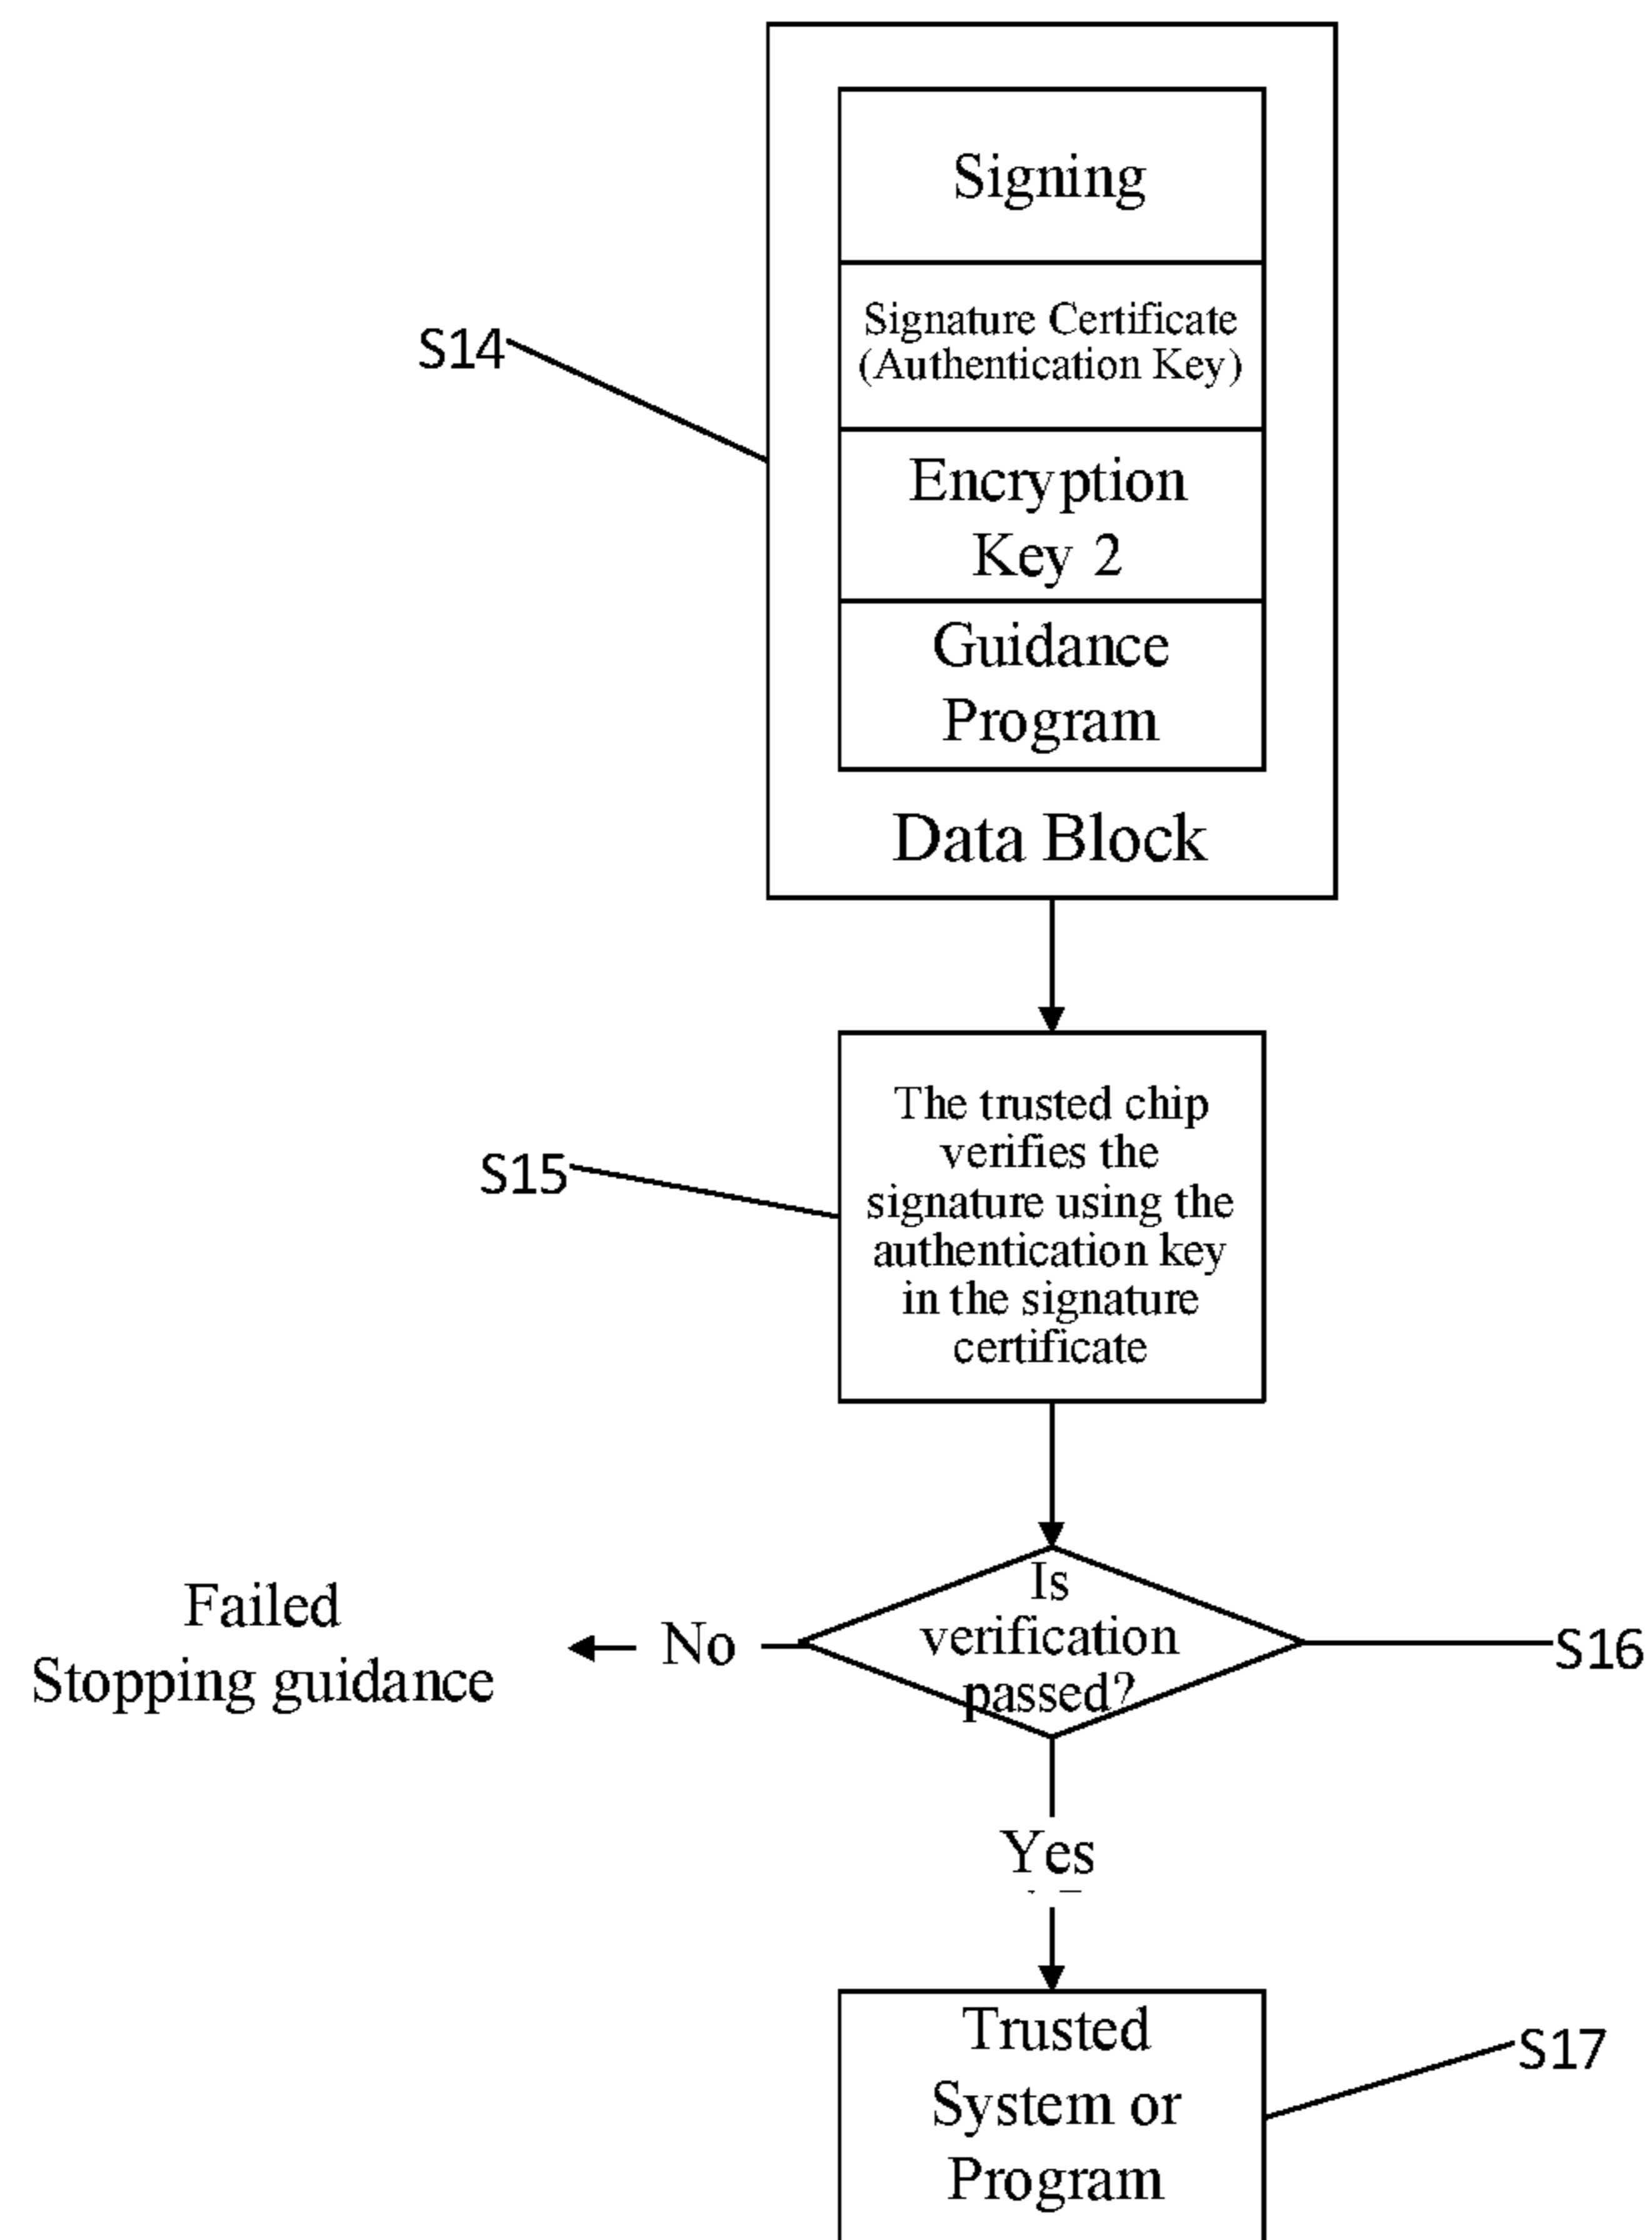 Signing
Signature Certificate
(Authentication Key)
S14
Encryption
Key 2
Guidance
Program
Data Block
The trusted chip
verifies the
signature using the
authentication key
in the signature
certificate
S15
Is
verification
passed?
S16
No
Failed
Stopping guidance
Yes
Trusted
System or
Program
S17